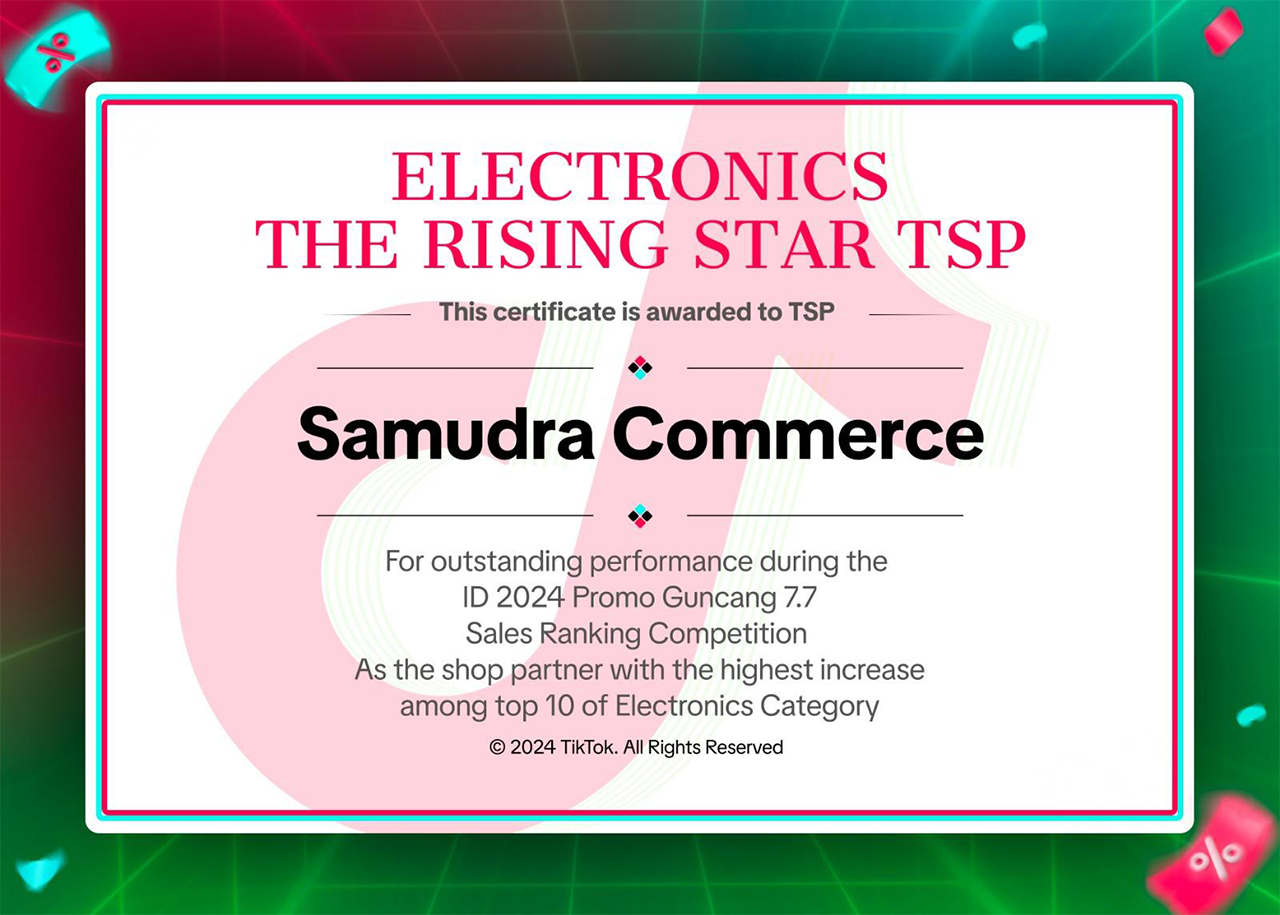 ELECTRONICS
THE RISING STAR TSP
This certificate is awarded to TSP
Samudra Commerce
For outstanding performance during the
ID 2024 Promo Guncang 7.7
Sales Ranking Competition
As the shop partner with the highest increase
among top 10 of Electronics Category
© 2024 TikTok. All Rights Reserved
%
%